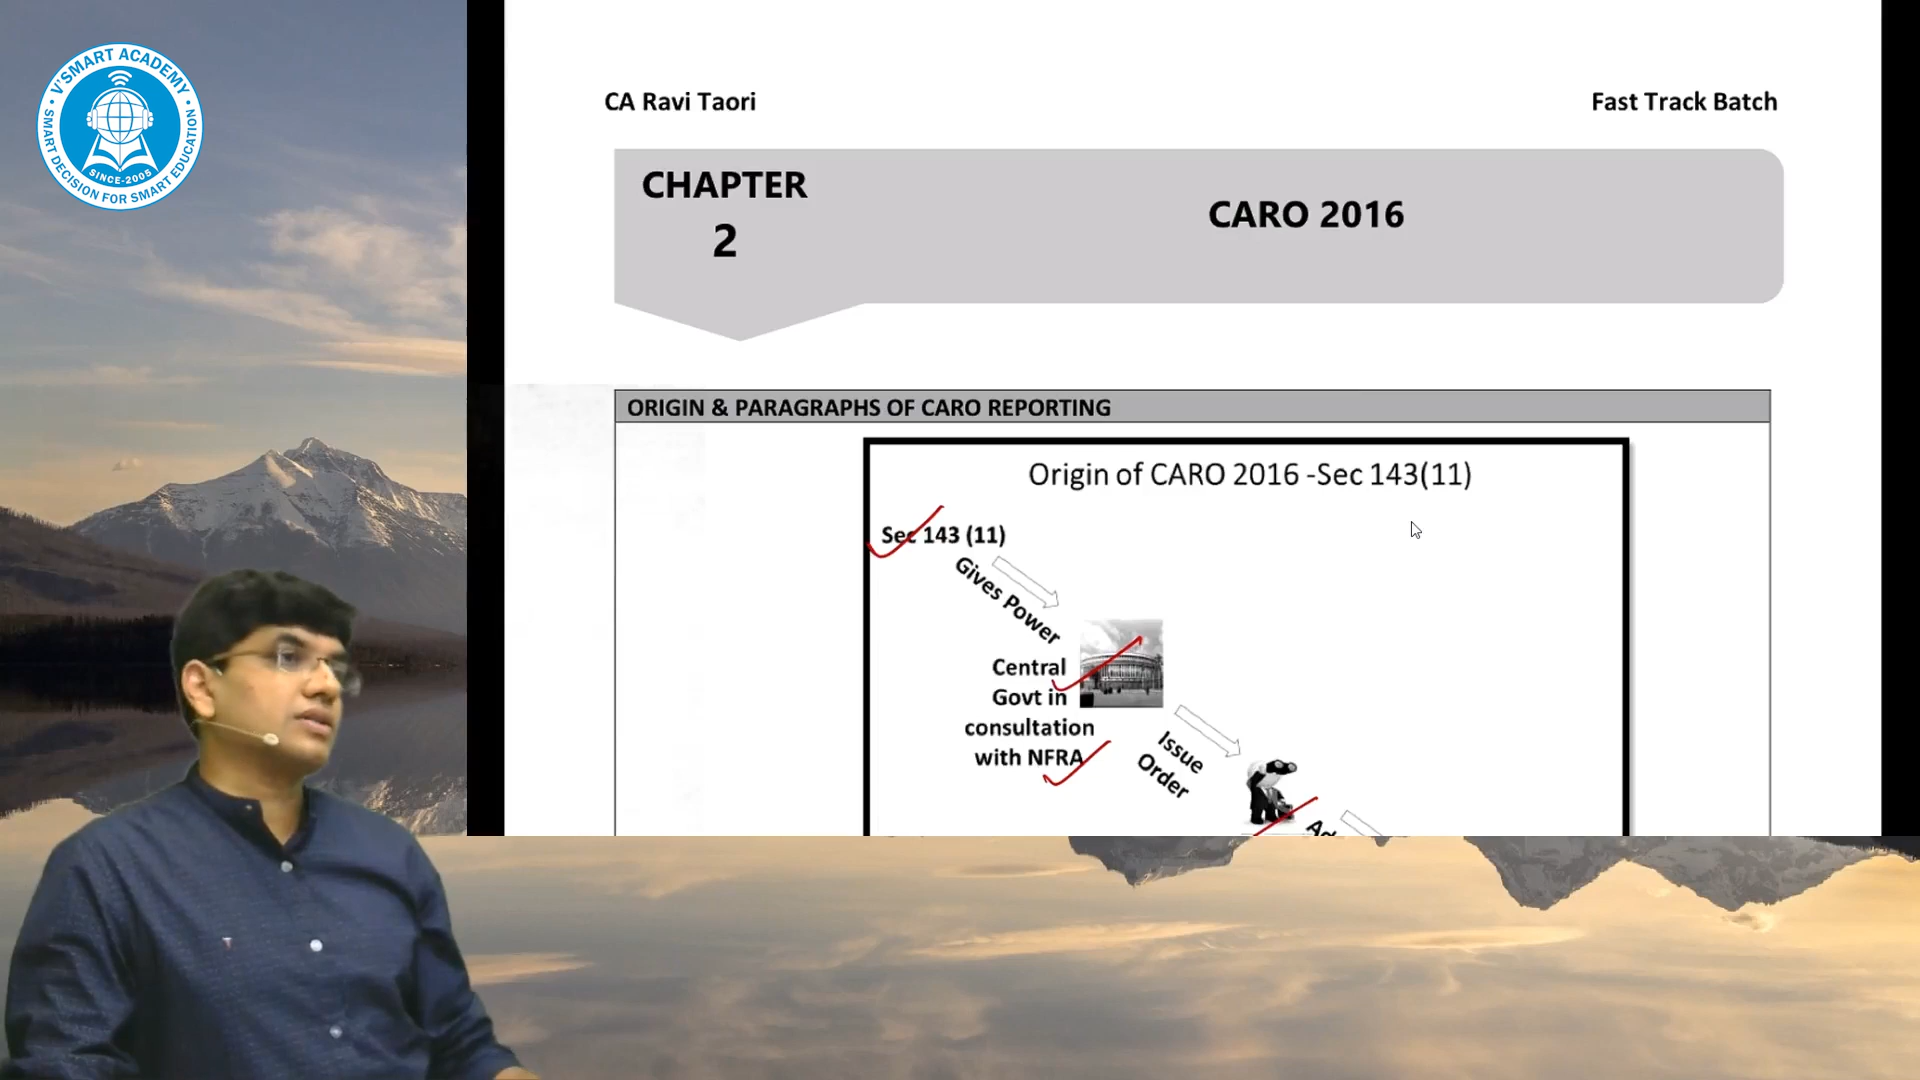 V'SMART ACADEMY
SMART DECISION FOR SMART EDUCATION
SINCE-2005
CA Ravi Taori
Fast Track Batch
CHAPTER
2
CARO 2016
ORIGIN & PARAGRAPHS OF CARO REPORTING
Origin of CARO 2016 -Sec 143(11)
Sec 143 (11)
Gives Power
Central
Govt in
consultation
with NFRA
Issue
Order